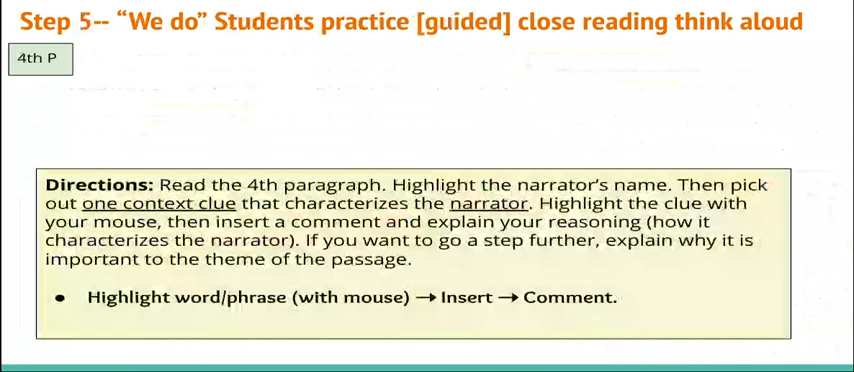 Step 5-- “We do” Students practice [guided] close reading think aloud
4th P
Directions: Read the 4th paragraph. Highlight the narrator’s name. Then pick
out one context clue that characterizes the narrator. Highlight the clue with
your mouse, then insert a comment and explain your reasoning (how it
characterizes the narrator). If you want to go a step further, explain why it is
important to the theme of the passage.
● Highlight word/phrase (with mouse) → Insert → Comment.